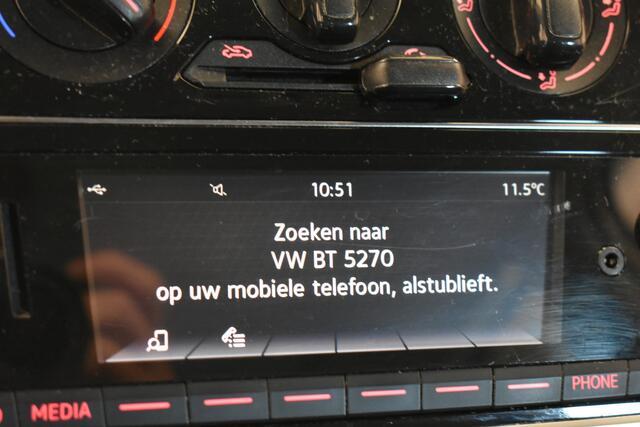 10:51 11.5°C
Zoeken naar
VW BT 5270
op uw mobiele telefoon, alstublieft.
MEDIA PHONE